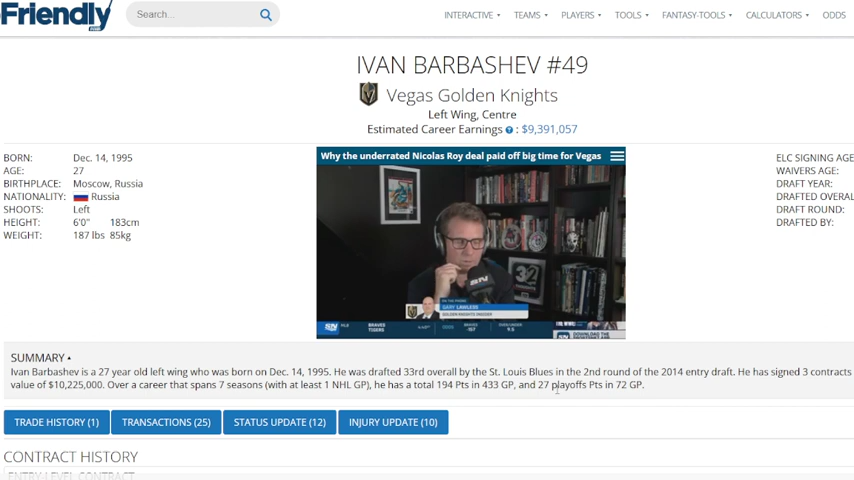 Friendly
Search...
INTERACTIVE
TEAMS
PLAYERS
TOOLS
FANTASY-TOOLS
CALCULATORS
ODDS
IVAN BARBASHEV #49
Vegas Golden Knights
Left Wing, Centre
Estimated Career Earnings ? : $9,391,057
BORN: Dec. 14, 1995
AGE: 27
BIRTHPLACE: Moscow, Russia
NATIONALITY: Russia
SHOOTS: Left
HEIGHT: 6'0" 183cm
WEIGHT: 187 lbs 85kg
Why the underrated Nicolas Roy deal paid off big time for Vegas
ON THE PHONE
GARY LAWLESS
GOLDEN KNIGHTS INSIDER
BRAVES
TIGERS
ELC SIGNING AGE
WAIVERS AGE:
DRAFT YEAR:
DRAFTED OVERAL
DRAFT ROUND:
DRAFTED BY:
SUMMARY
Ivan Barbashev is a 27 year old left wing who was born on Dec. 14, 1995. He was drafted 33rd overall by the St. Louis Blues in the 2nd round of the 2014 entry draft. He has signed 3 contracts
value of $10,225,000. Over a career that spans 7 seasons (with at least 1 NHL GP), he has a total 194 Pts in 433 GP, and 27 playoffs Pts in 72 GP.
TRADE HISTORY (1)
TRANSACTIONS (25)
STATUS UPDATE (12)
INJURY UPDATE (10)
CONTRACT HISTORY
ENTRY-LEVEL CONTRACT